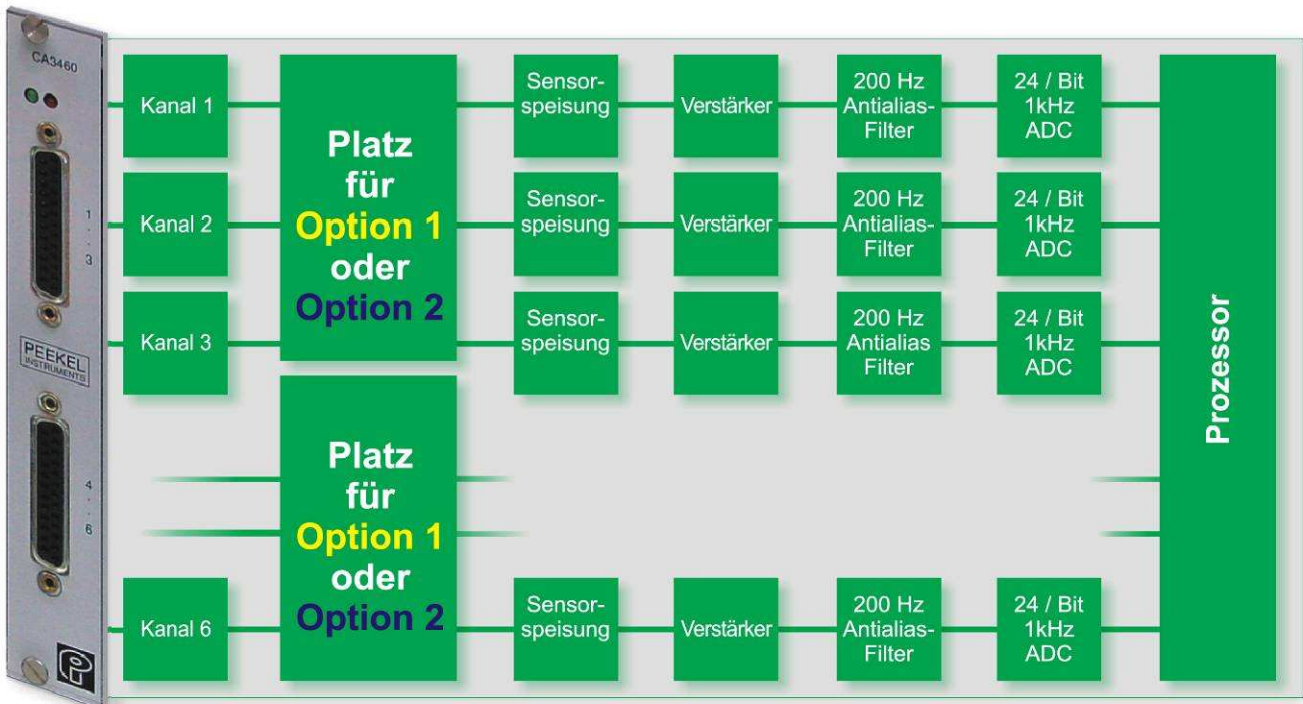 CA3460
1
.
.
3
PEEKEL
INSTRUMENTS
4
.
.
6
Kanal 1
Platz
für
Option 1
oder
Option 2
Sensor-
speisung
Verstärker
200 Hz
Antialias-
Filter
24 / Bit
1kHz
ADC
Kanal 2
Sensor-
speisung
Verstärker
200 Hz
Antialias-
Filter
24 / Bit
1kHz
ADC
Kanal 3
Sensor-
speisung
Verstärker
200 Hz
Antialias
Filter
24 / Bit
1kHz
ADC
Platz
für
Option 1
oder
Option 2
Kanal 6
Sensor-
speisung
Verstärker
200 Hz
Antialias-
Filter
24 / Bit
1kHz
ADC
Prozessor